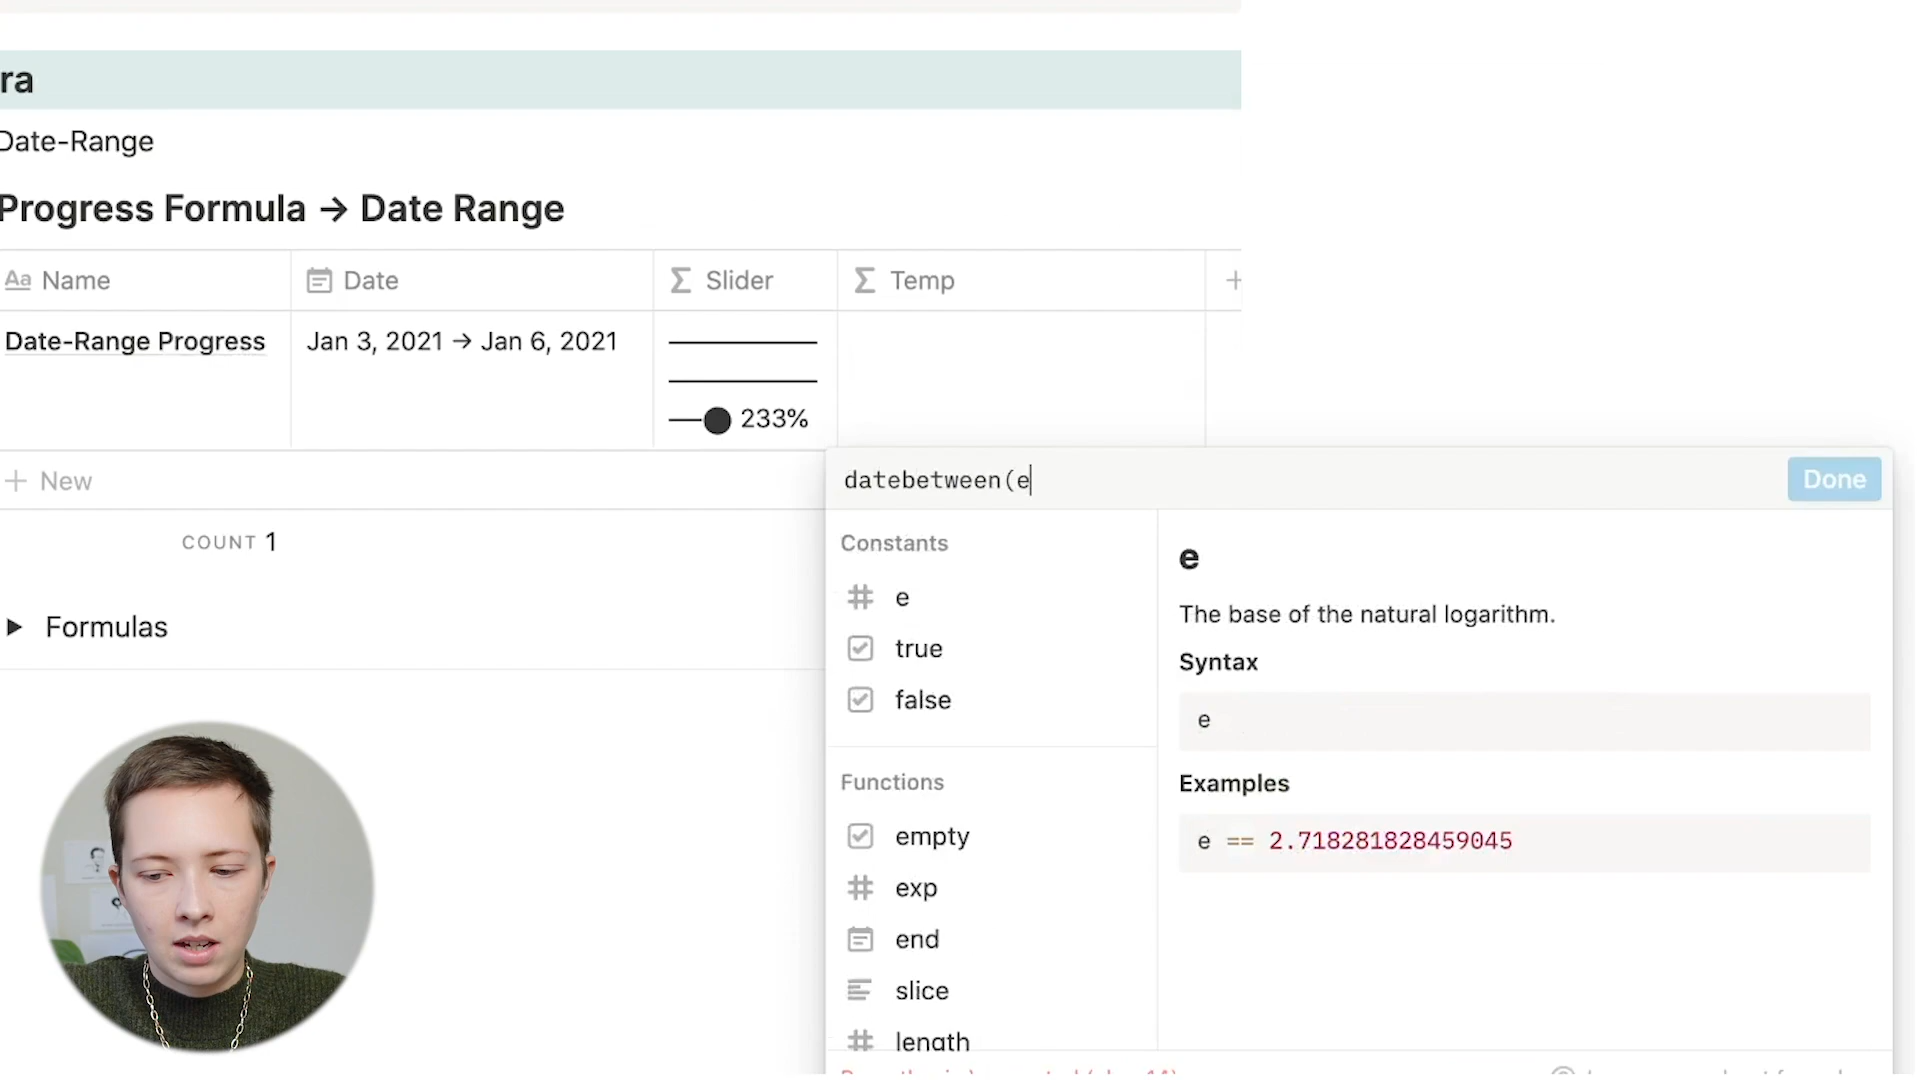 ra
Date-Range
Progress Formula → Date Range
Aa Name Date Σ Slider Σ Temp +
Date-Range Progress Jan 3, 2021 → Jan 6, 2021
233%
+ New
datebetween(e Done
COUNT 1
Formulas
Constants
# e
true
false
Functions
empty
# exp
end
slice
# length
e
The base of the natural logarithm.
Syntax
e
Examples
e == 2.718281828459045